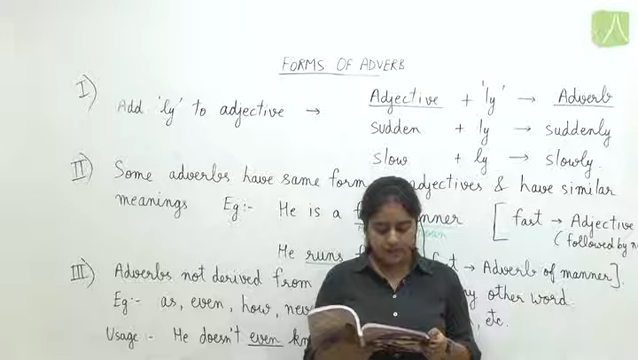 FORMS OF ADVERB
I) Add 'ly' to adjective → Adjective + 'ly' → Adverb
sudden + ly → suddenly
slow + ly → slowly.
II) Some adverbs have same form adjectives & have similar
meanings Eg:- He is a [ fast → Adjective
(followed by
He runs → Adverb of manner].
III) Adverbs not derived from other word.
Eg:- as, even, how, etc.
Usage :- He doesn't even